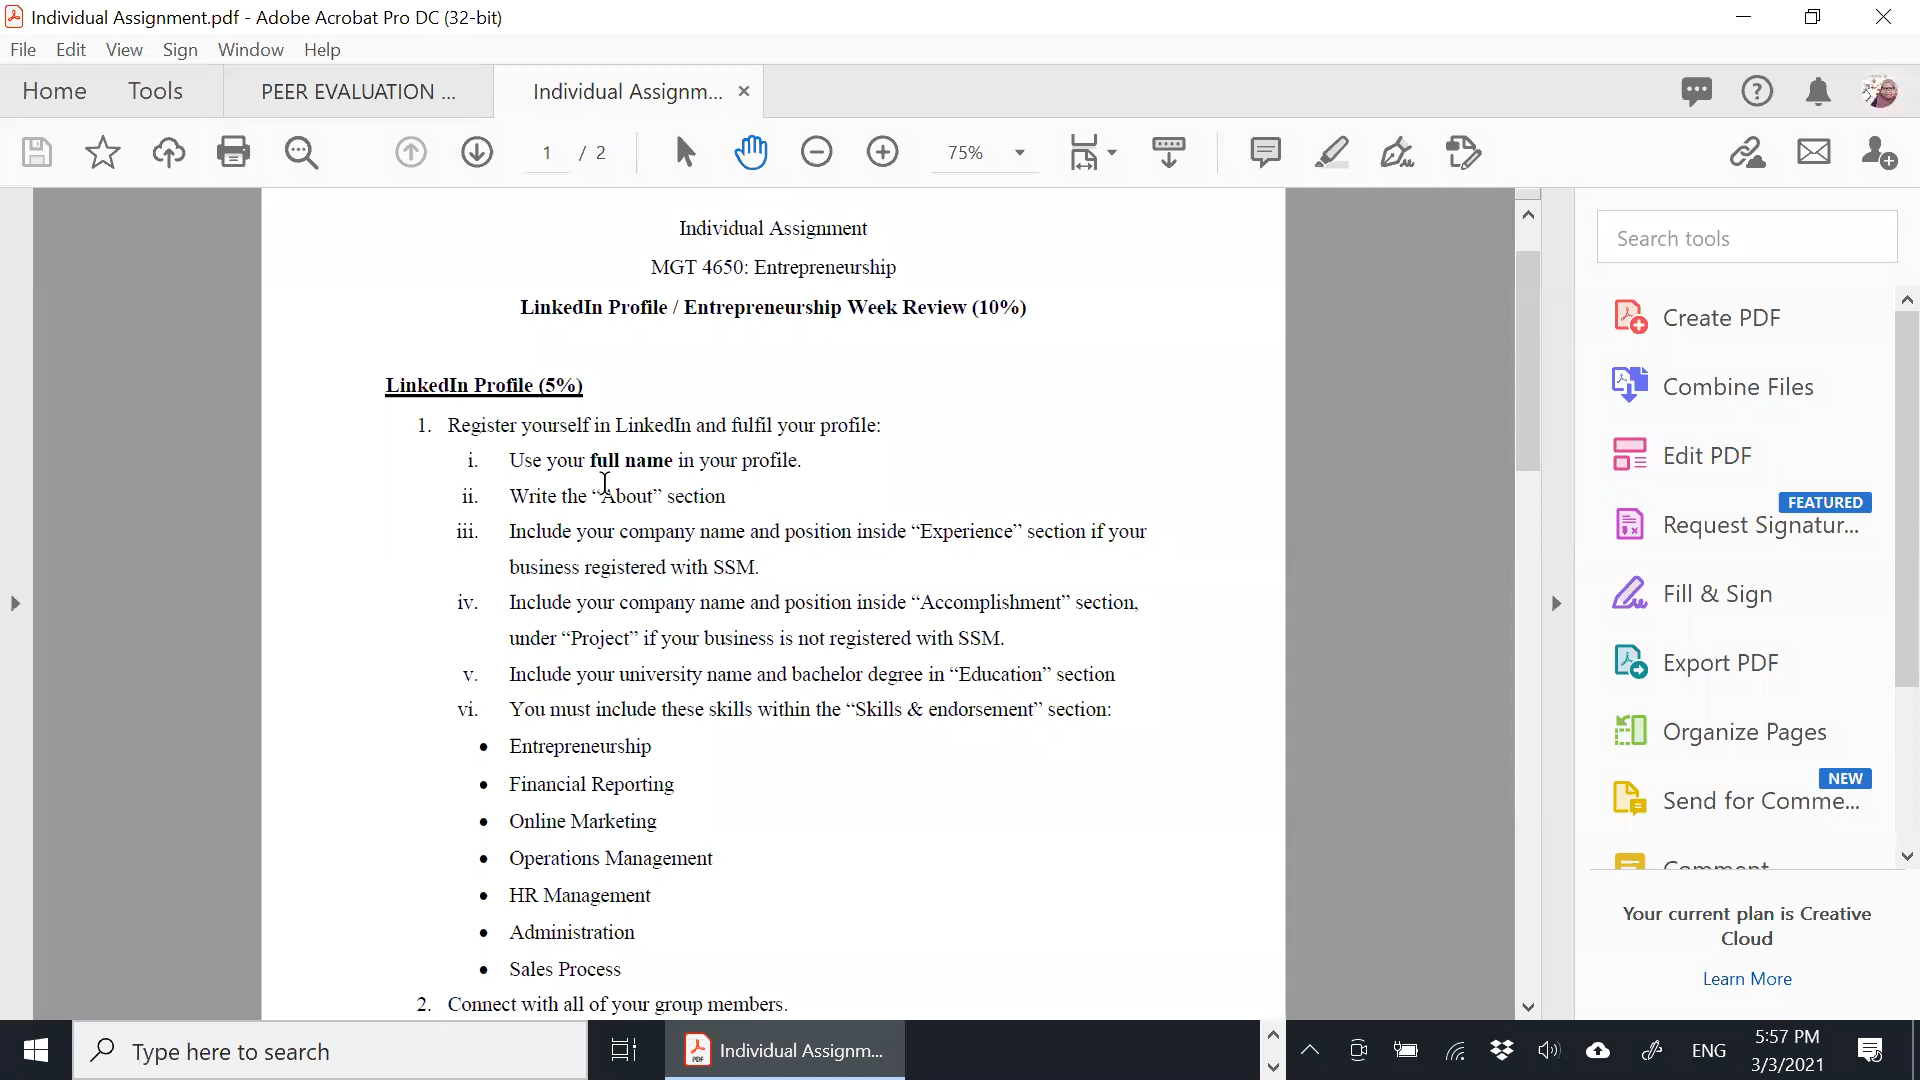 Individual Assignment.pdf - Adobe Acrobat Pro DC (32-bit)
File Edit View Sign Window Help
Home Tools PEER EVALUATION ... Individual Assignm...
1 / 2 75%
Individual Assignment
MGT 4650: Entrepreneurship
LinkedIn Profile / Entrepreneurship Week Review (10%)
LinkedIn Profile (5%)
1. Register yourself in LinkedIn and fulfil your profile:
i. Use your full name in your profile.
ii. Write the “About” section
iii. Include your company name and position inside “Experience” section if your
business registered with SSM.
iv. Include your company name and position inside “Accomplishment” section,
under “Project” if your business is not registered with SSM.
v. Include your university name and bachelor degree in “Education” section
vi. You must include these skills within the “Skills & endorsement” section:
• Entrepreneurship
• Financial Reporting
• Online Marketing
• Operations Management
• HR Management
• Administration
• Sales Process
2. Connect with all of your group members.
Search tools
Create PDF
Combine Files
Edit PDF
FEATURED
Request Signatur...
Fill & Sign
Export PDF
Organize Pages
NEW
Send for Comme...
Comment
Your current plan is Creative
Cloud
Learn More
Type here to search
PDF
Individual Assignm...
ENG
5:57 PM
3/3/2021